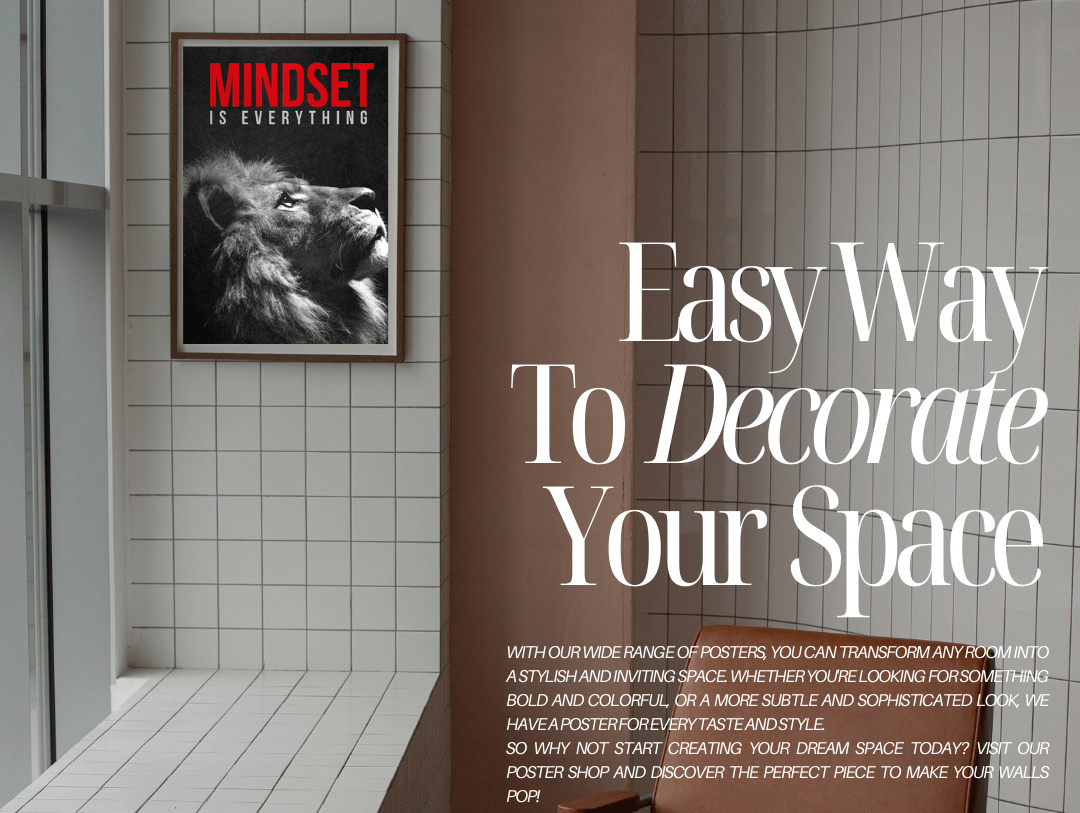 MINDSET
IS EVERYTHING
Easy Way
To Decorate
Your Space
WITH OUR WIDE RANGE OF POSTERS, YOU CAN TRANSFORM ANY ROOM INTO
A STYLISH AND INVITING SPACE. WHETHER YOU'RE LOOKING FOR SOMETHING
BOLD AND COLORFUL, OR A MORE SUBTLE AND SOPHISTICATED LOOK, WE
HAVE A POSTER FOR EVERY TASTE AND STYLE.
SO WHY NOT START CREATING YOUR DREAM SPACE TODAY? VISIT OUR
POSTER SHOP AND DISCOVER THE PERFECT PIECE TO MAKE YOUR WALLS
POP!